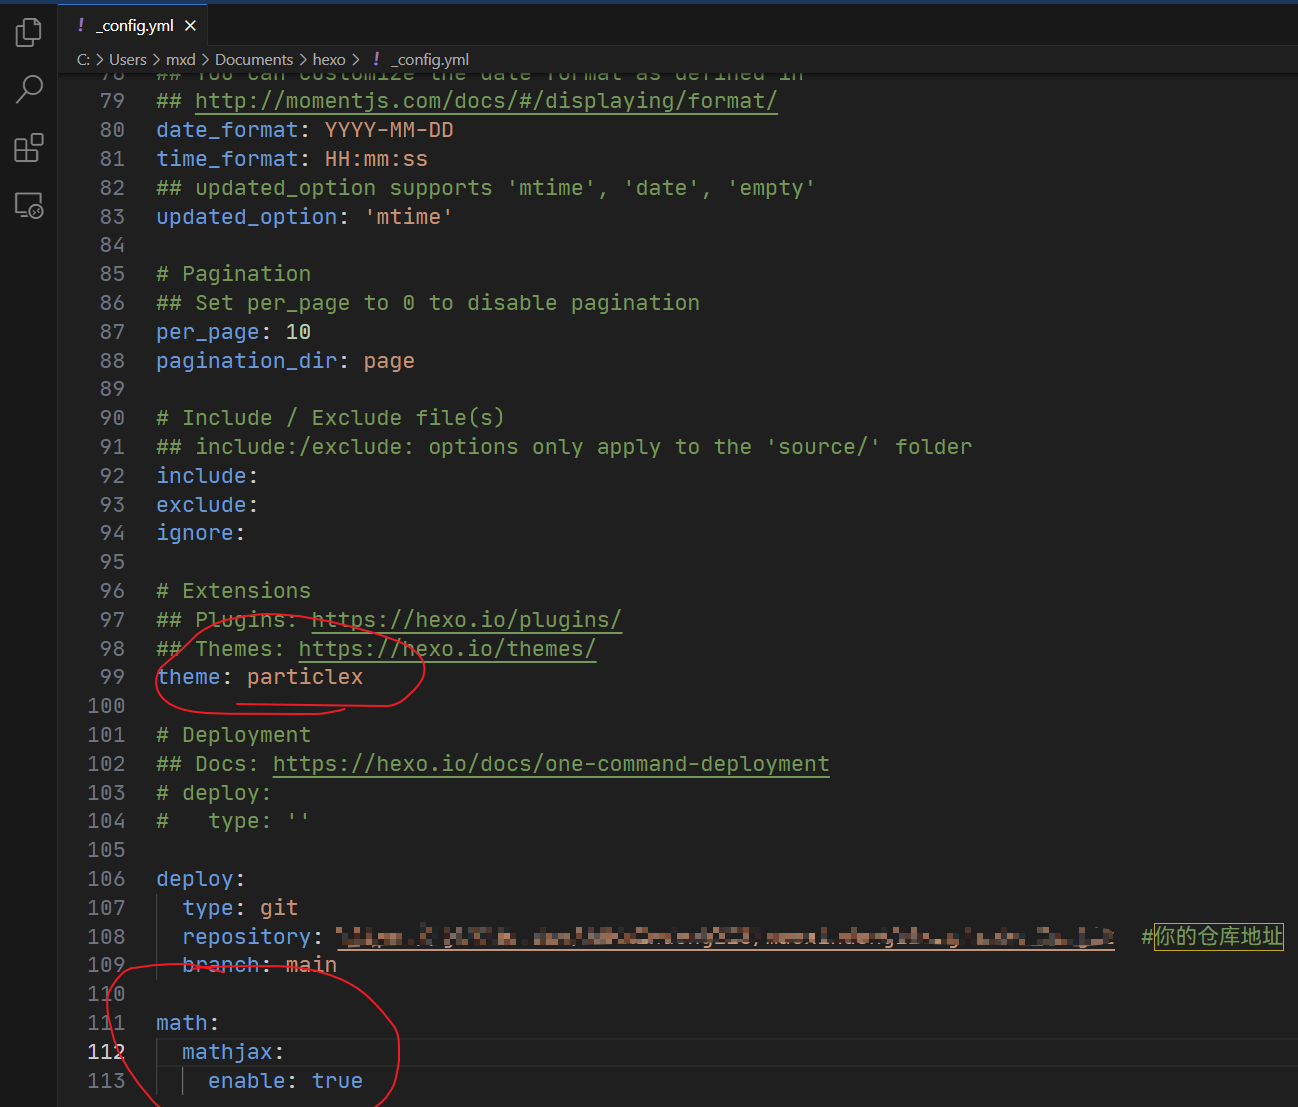 ! _config.yml ×
C: > Users > mxd > Documents > hexo > ! _config.yml
78 ## You can customize the date format as defined in
79 ## http://momentjs.com/docs/#/displaying/format/
80 date_format: YYYY-MM-DD
81 time_format: HH:mm:ss
82 ## updated_option supports 'mtime', 'date', 'empty'
83 updated_option: 'mtime'
84
85 # Pagination
86 ## Set per_page to 0 to disable pagination
87 per_page: 10
88 pagination_dir: page
89
90 # Include / Exclude file(s)
91 ## include:/exclude: options only apply to the 'source/' folder
92 include:
93 exclude:
94 ignore:
95
96 # Extensions
97 ## Plugins: https://hexo.io/plugins/
98 ## Themes: https://hexo.io/themes/
99 theme: particlex
100
101 # Deployment
102 ## Docs: https://hexo.io/docs/one-command-deployment
103 # deploy:
104 #   type: ''
105
106 deploy:
107   type: git
108   repository: #你的仓库地址
109   branch: main
110
111 math:
112   mathjax:
113     enable: true